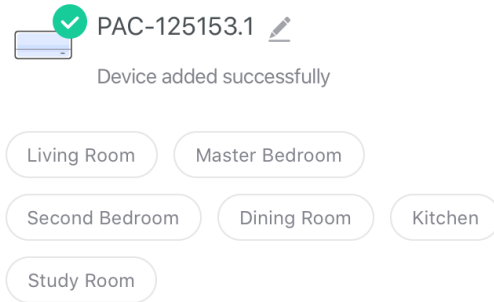 PAC-125153.1
Device added successfully
Living Room Master Bedroom
Second Bedroom Dining Room Kitchen
Study Room